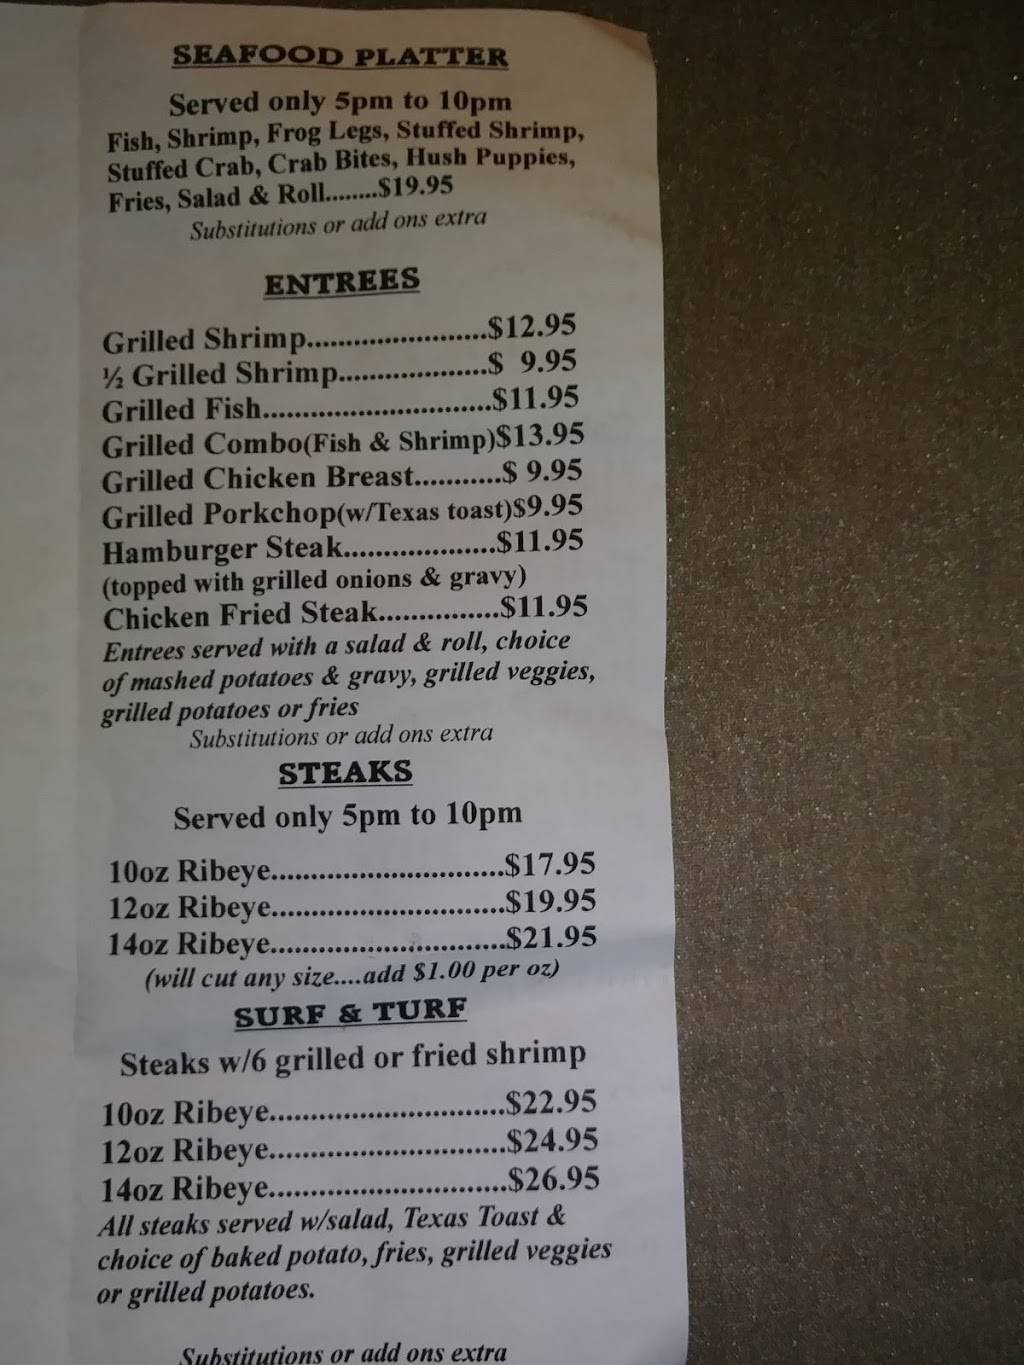 SEAFOOD PLATTER
Served only 5pm to 10pm
Fish, Shrimp, Frog Legs, Stuffed Shrimp,
Stuffed Crab, Crab Bites, Hush Puppies,
Fries, Salad & Roll........$19.95
Substitutions or add ons extra
ENTREES
Grilled Shrimp.......................$12.95
½ Grilled Shrimp...................$ 9.95
Grilled Fish.............................$11.95
Grilled Combo(Fish & Shrimp)$13.95
Grilled Chicken Breast...........$ 9.95
Grilled Porkchop(w/Texas toast)$9.95
Hamburger Steak....................$11.95
(topped with grilled onions & gravy)
Chicken Fried Steak................$11.95
Entrees served with a salad & roll, choice
of mashed potatoes & gravy, grilled veggies,
grilled potatoes or fries
Substitutions or add ons extra
STEAKS
Served only 5pm to 10pm
10oz Ribeye..............................$17.95
12oz Ribeye..............................$19.95
14oz Ribeye..............................$21.95
(will cut any size....add $1.00 per oz)
SURF & TURF
Steaks w/6 grilled or fried shrimp
10oz Ribeye..............................$22.95
12oz Ribeye..............................$24.95
14oz Ribeye..............................$26.95
All steaks served w/salad, Texas Toast &
choice of baked potato, fries, grilled veggies
or grilled potatoes.
Substitutions or add ons extra